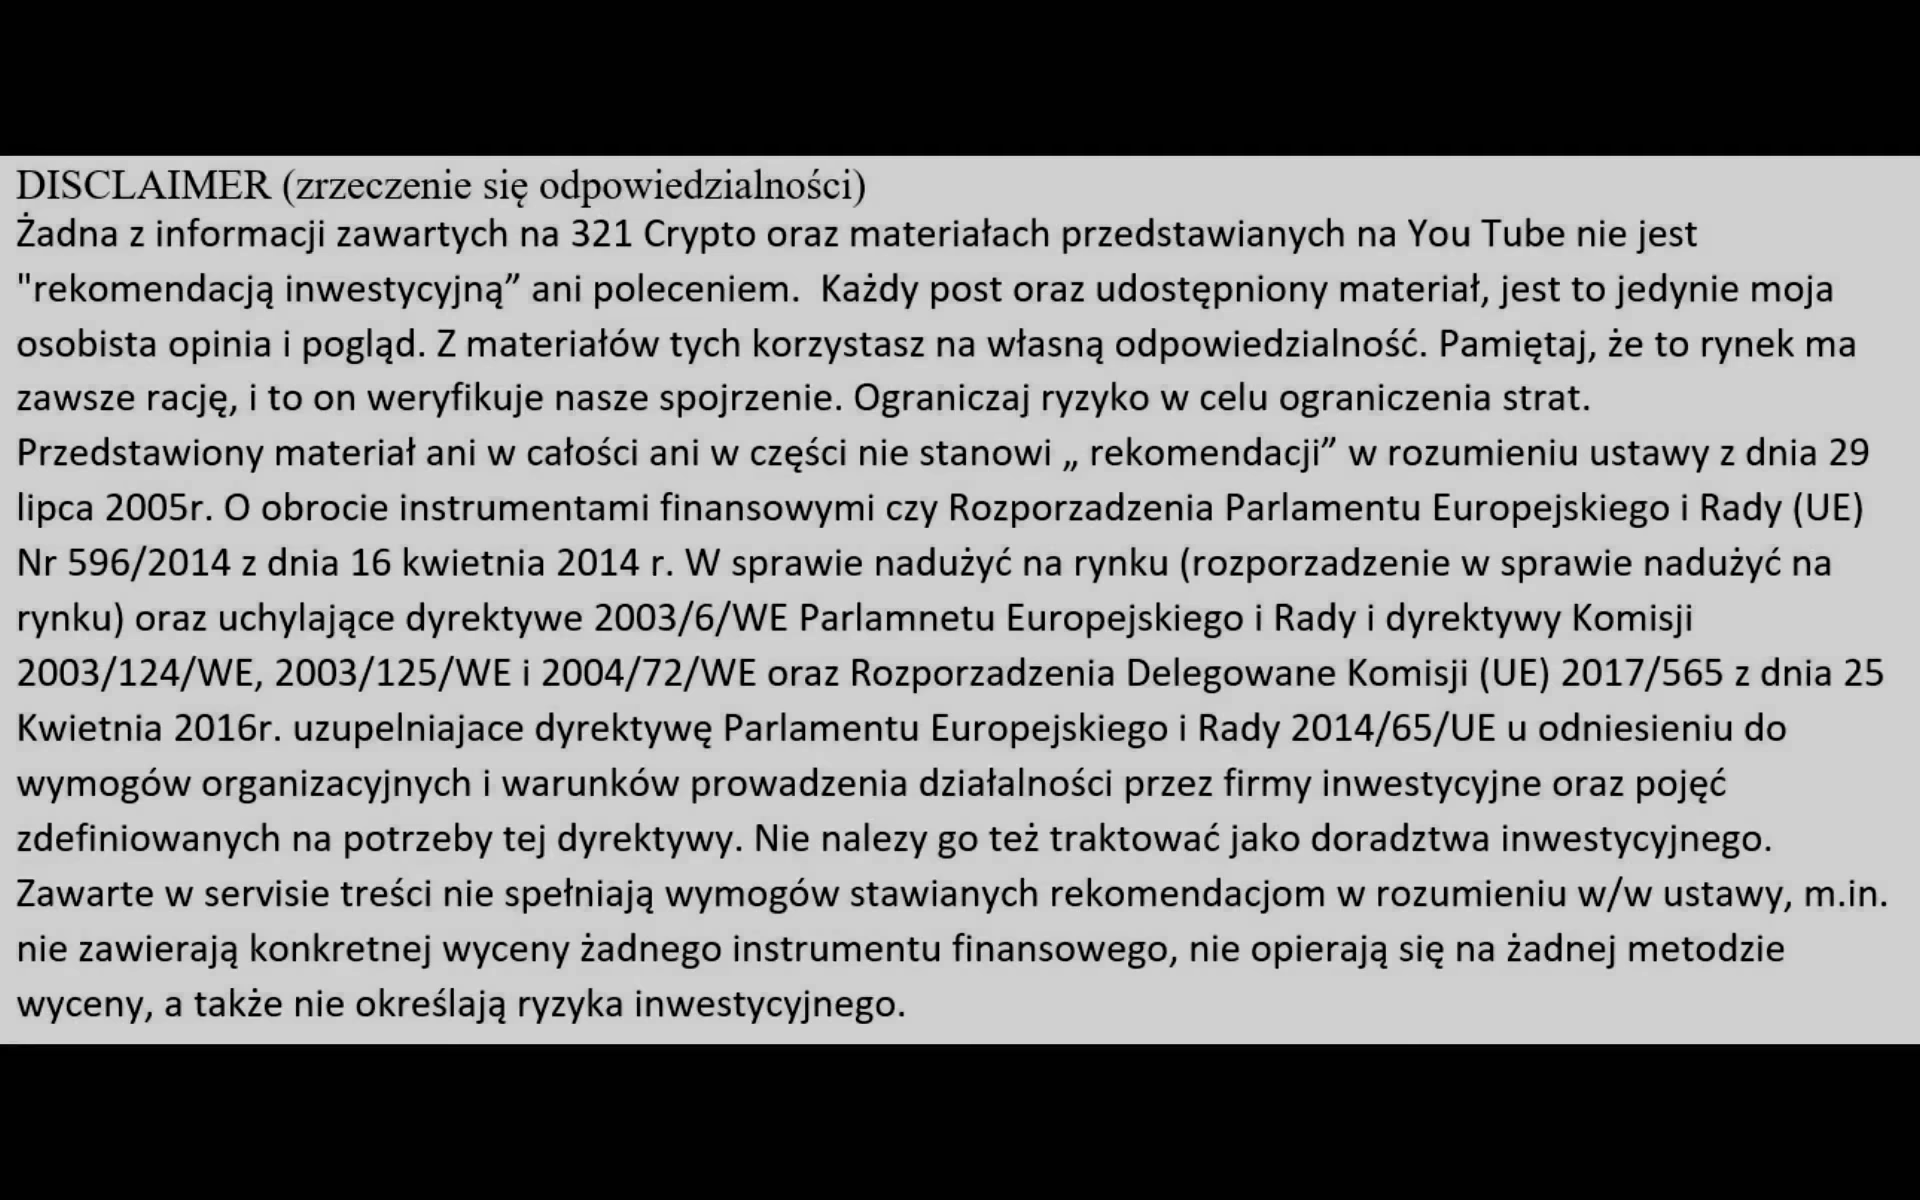 DISCLAIMER (zrzeczenie się odpowiedzialności)
Żadna z informacji zawartych na 321 Crypto oraz materiałach przedstawianych na You Tube nie jest
"rekomendacją inwestycyjną” ani poleceniem.  Każdy post oraz udostępniony materiał, jest to jedynie moja
osobista opinia i pogląd. Z materiałów tych korzystasz na własną odpowiedzialność. Pamiętaj, że to rynek ma
zawsze rację, i to on weryfikuje nasze spojrzenie. Ograniczaj ryzyko w celu ograniczenia strat.
Przedstawiony materiał ani w całości ani w części nie stanowi „ rekomendacji” w rozumieniu ustawy z dnia 29
lipca 2005r. O obrocie instrumentami finansowymi czy Rozporzadzenia Parlamentu Europejskiego i Rady (UE)
Nr 596/2014 z dnia 16 kwietnia 2014 r. W sprawie nadużyć na rynku (rozporzadzenie w sprawie nadużyć na
rynku) oraz uchylające dyrektywe 2003/6/WE Parlamnetu Europejskiego i Rady i dyrektywy Komisji
2003/124/WE, 2003/125/WE i 2004/72/WE oraz Rozporzadzenia Delegowane Komisji (UE) 2017/565 z dnia 25
Kwietnia 2016r. uzupelniajace dyrektywę Parlamentu Europejskiego i Rady 2014/65/UE u odniesieniu do
wymogów organizacyjnych i warunków prowadzenia działalności przez firmy inwestycyjne oraz pojęć
zdefiniowanych na potrzeby tej dyrektywy. Nie nalezy go też traktować jako doradztwa inwestycyjnego.
Zawarte w servisie treści nie spełniają wymogów stawianych rekomendacjom w rozumieniu w/w ustawy, m.in.
nie zawierają konkretnej wyceny żadnego instrumentu finansowego, nie opierają się na żadnej metodzie
wyceny, a także nie określają ryzyka inwestycyjnego.